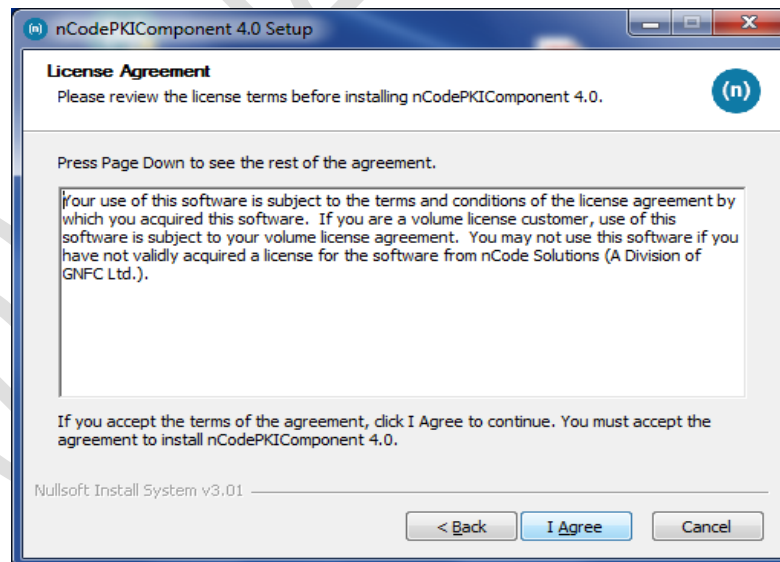 (n) nCodePKIComponent 4.0 Setup
License Agreement
Please review the license terms before installing nCodePKIComponent 4.0.
(n)
Press Page Down to see the rest of the agreement.
Your use of this software is subject to the terms and conditions of the license agreement by
which you acquired this software.  If you are a volume license customer, use of this
software is subject to your volume license agreement.  You may not use this software if you
have not validly acquired a license for the software from nCode Solutions (A Division of
GNFC Ltd.).
If you accept the terms of the agreement, click I Agree to continue. You must accept the
agreement to install nCodePKIComponent 4.0.
Nullsoft Install System v3.01
< Back I Agree Cancel